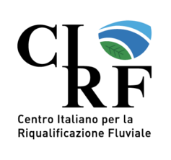 CI
RF
Centro Italiano per la
Riqualificazione Fluviale